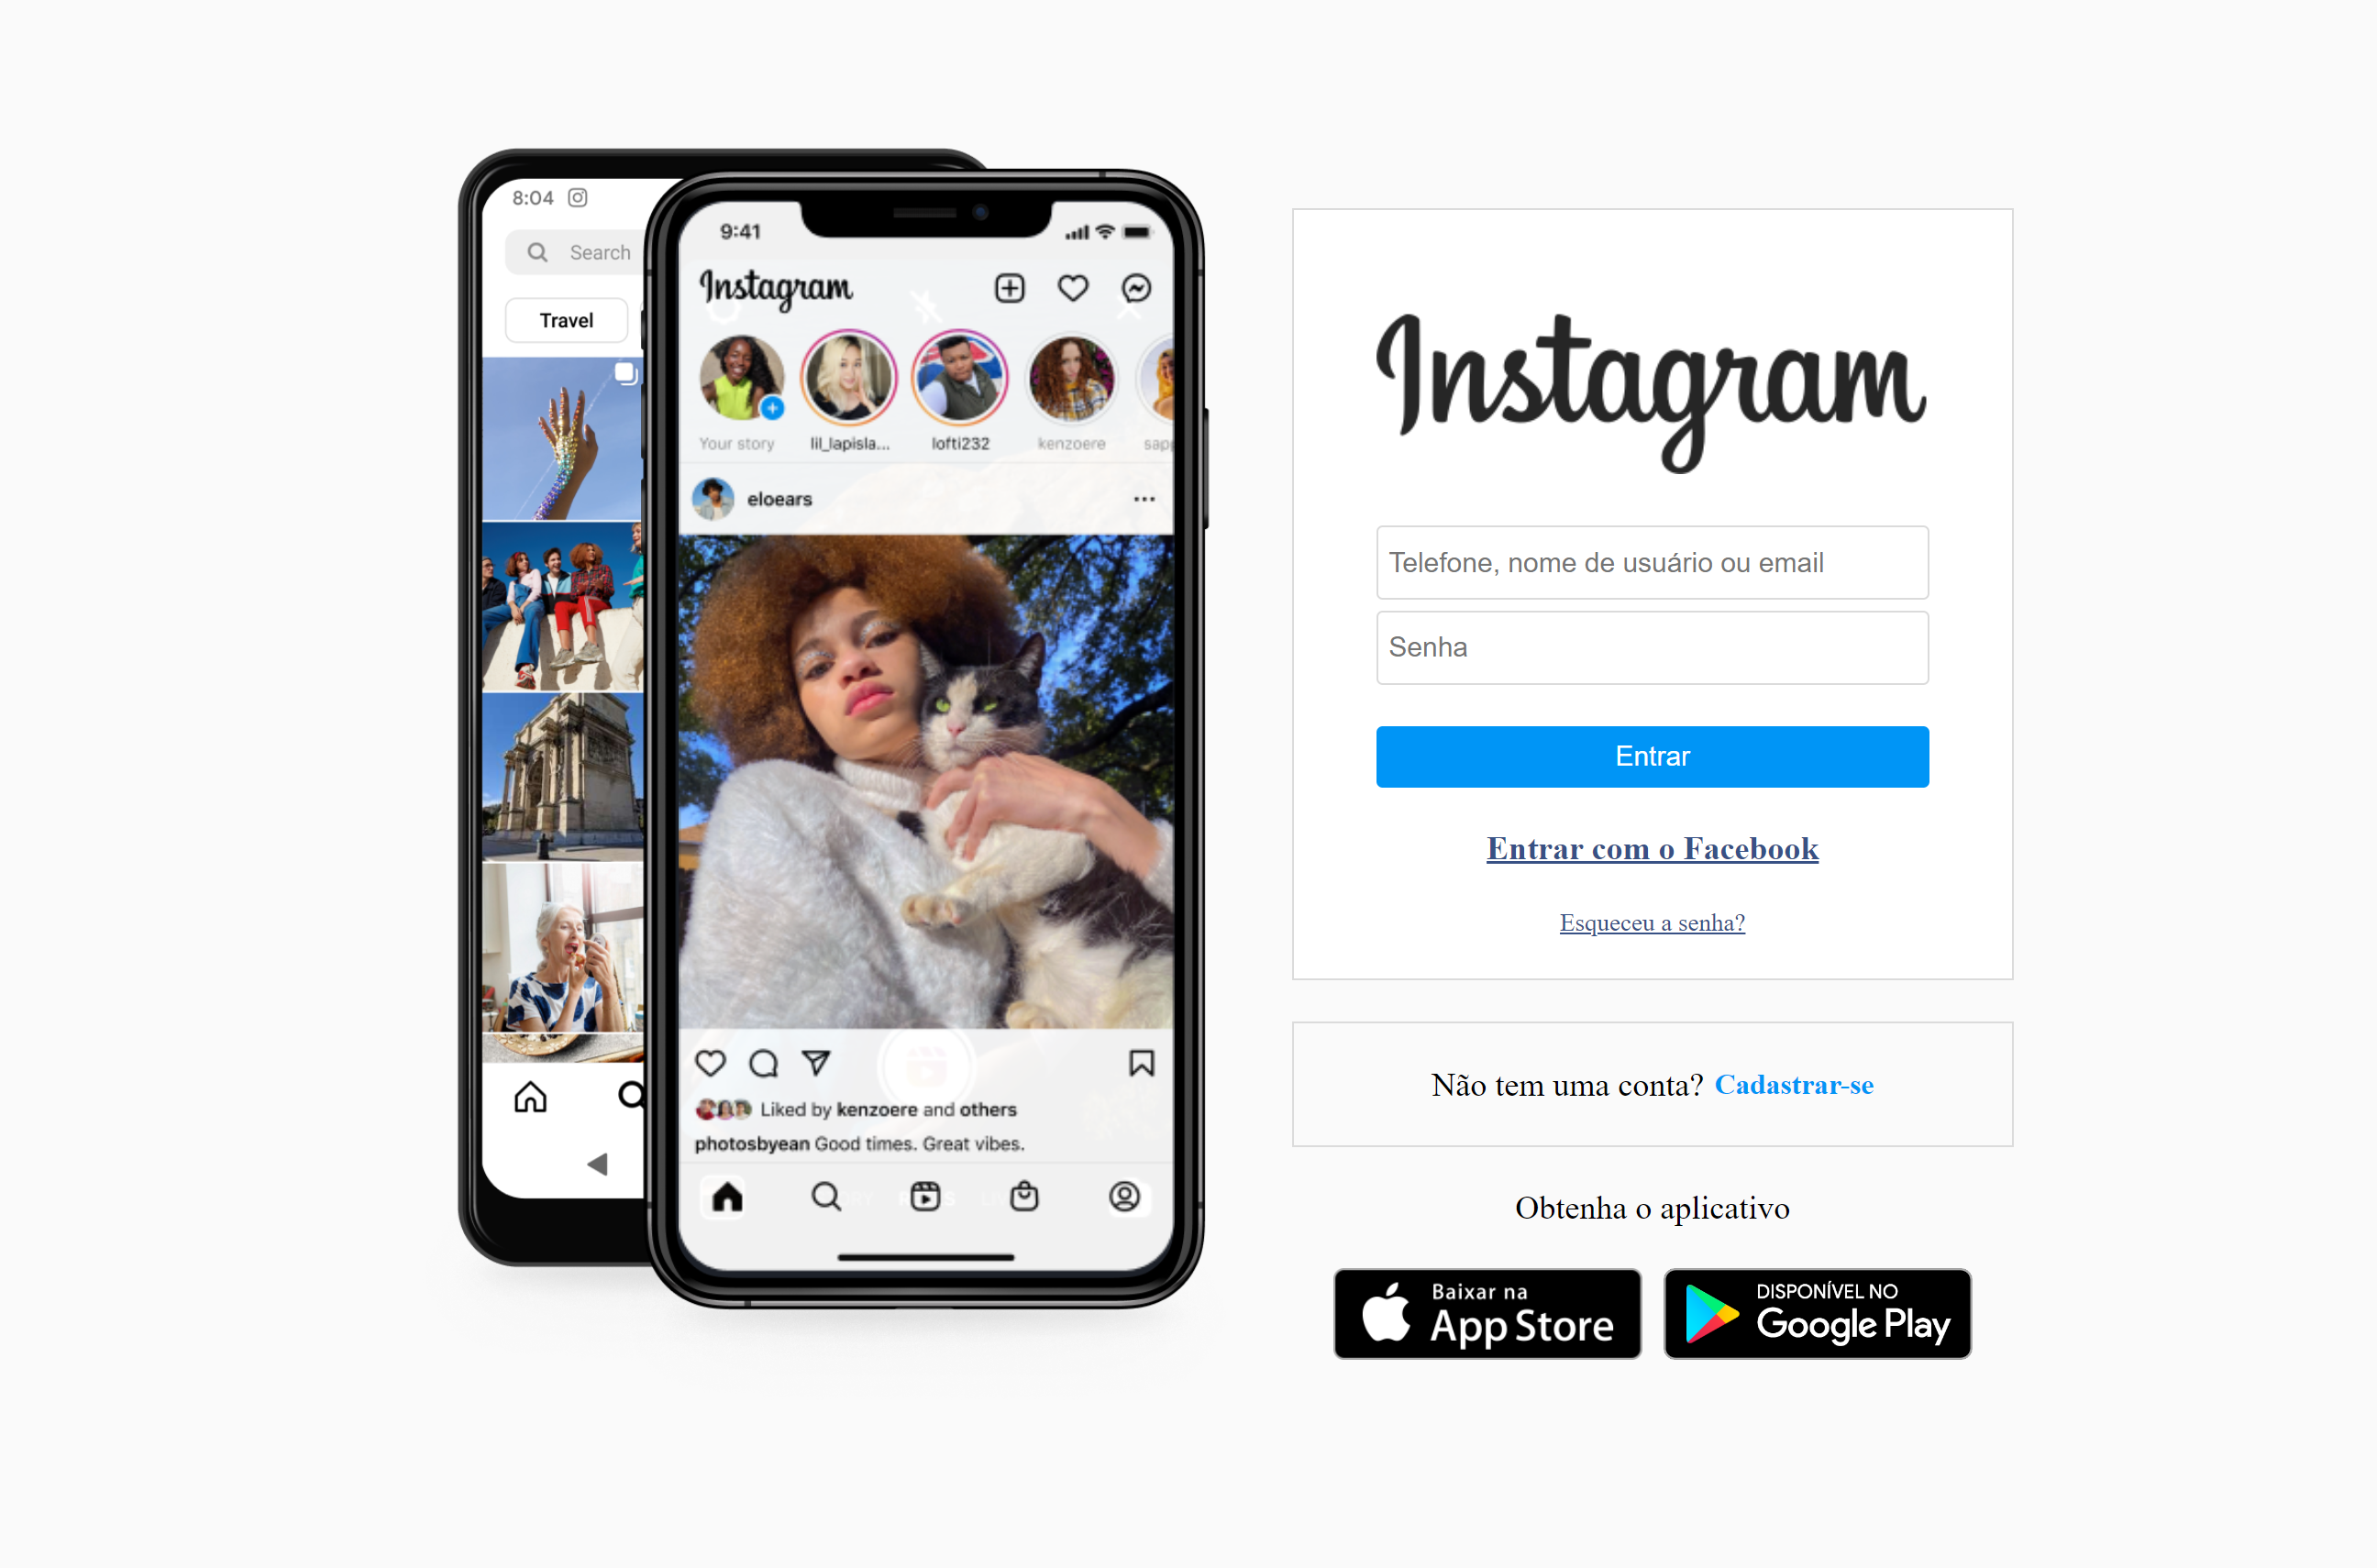 8:04
Search
Travel
9:41
Instagram
Your story
lil_lapisla...
lofti232
kenzoere
eloears
Liked by kenzoere and others
photosbyean Good times. Great vibes.
Instagram
Telefone, nome de usuário ou email
Senha
Entrar
Entrar com o Facebook
Esqueceu a senha?
Não tem uma conta? Cadastrar-se
Obtenha o aplicativo
Baixar na
App Store
DISPONÍVEL NO
Google Play